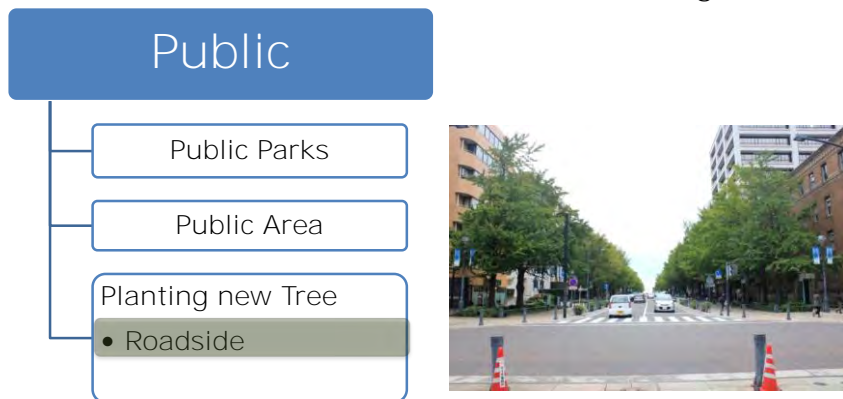 Public
Public Parks
Public Area
Planting new Tree
• Roadside